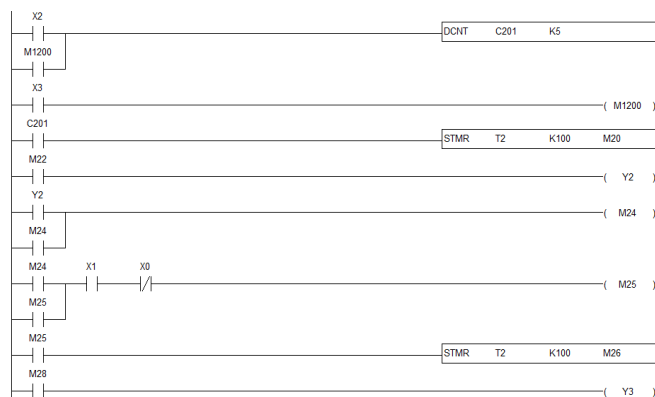 X2
DCNT C201 K5
M1200
X3
( M1200 )
C201
STMR T2 K100 M20
M22
( Y2 )
Y2
( M24 )
M24
M24 X1 X0
( M25 )
M25
M25
STMR T2 K100 M26
M28
( Y3 )